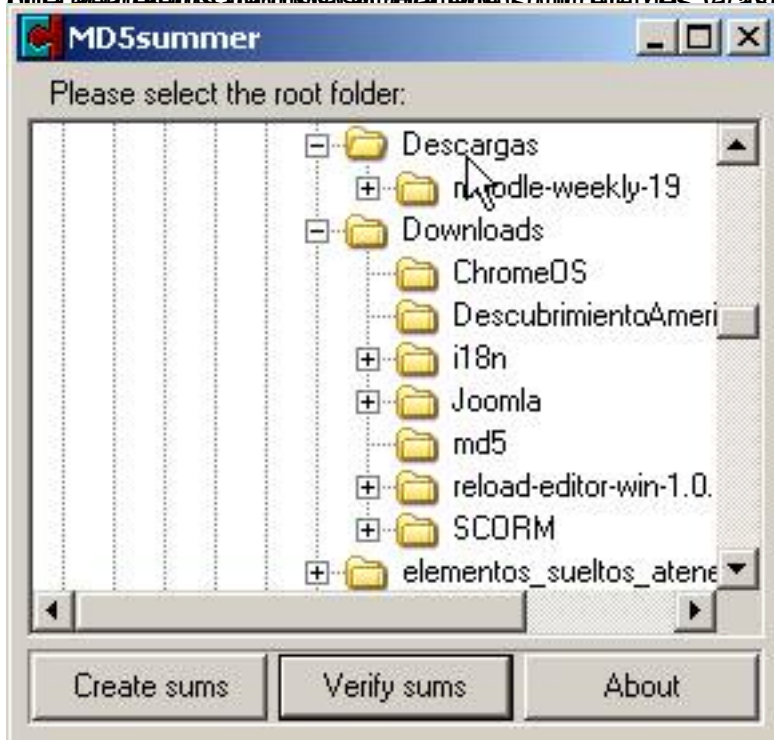 MD5summer
Please select the root folder:
Descargas
moodle-weekly-19
Downloads
ChromeOS
DescubrimientoAmeri
i18n
Joomla
md5
reload-editor-win-1.0.
SCORM
elementos_sueltos_atene
Create sums
Verify sums
About